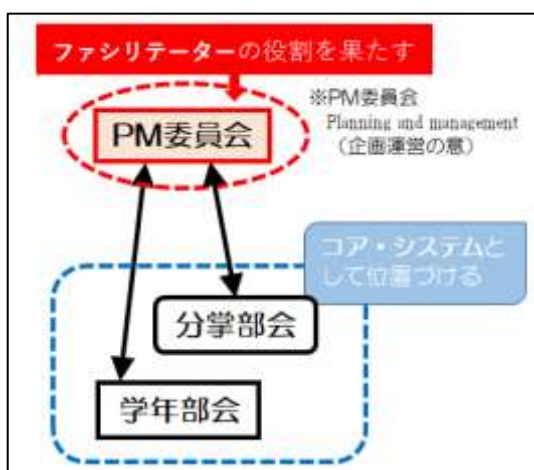 ファシリテーターの役割を果たす
※PM委員会
Planning and management
（企画運営の意）
PM委員会
コア・システムと
して位置づける
分掌部会
学年部会